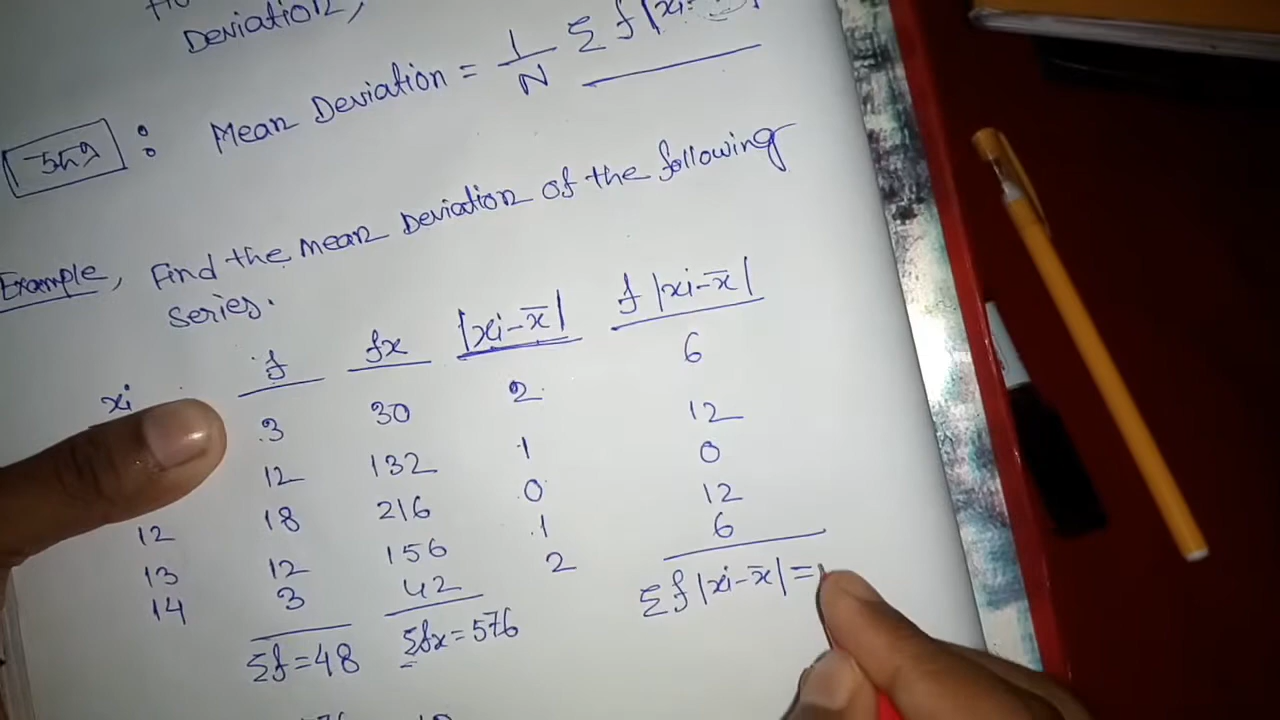 Deviation,
Mean Deviation = 1/N Σ f |xi-
:
Example, Find the mean Deviation of the following
series.
xi f fx |xi-x̄| f |xi-x̄|
3 30 2 6
12 132 1 12
12 18 216 0 0
13 12 156 1 12
14 3 42 2 6
Σf = 48 Σfx = 576 Σf |xi-x̄| =